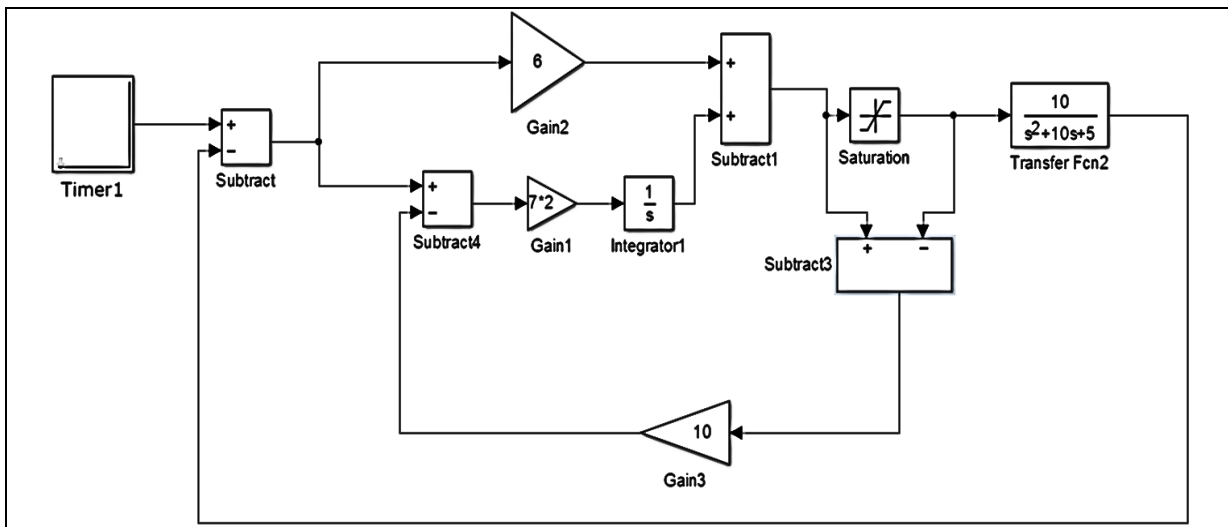 6
+
+
Gain2
Subtract1
+
−
Subtract
Timer1
Saturation
10
s²+10s+5
Transfer Fcn2
+
−
Subtract4
7*2
Gain1
1
s
Integrator1
+ −
Subtract3
10
Gain3